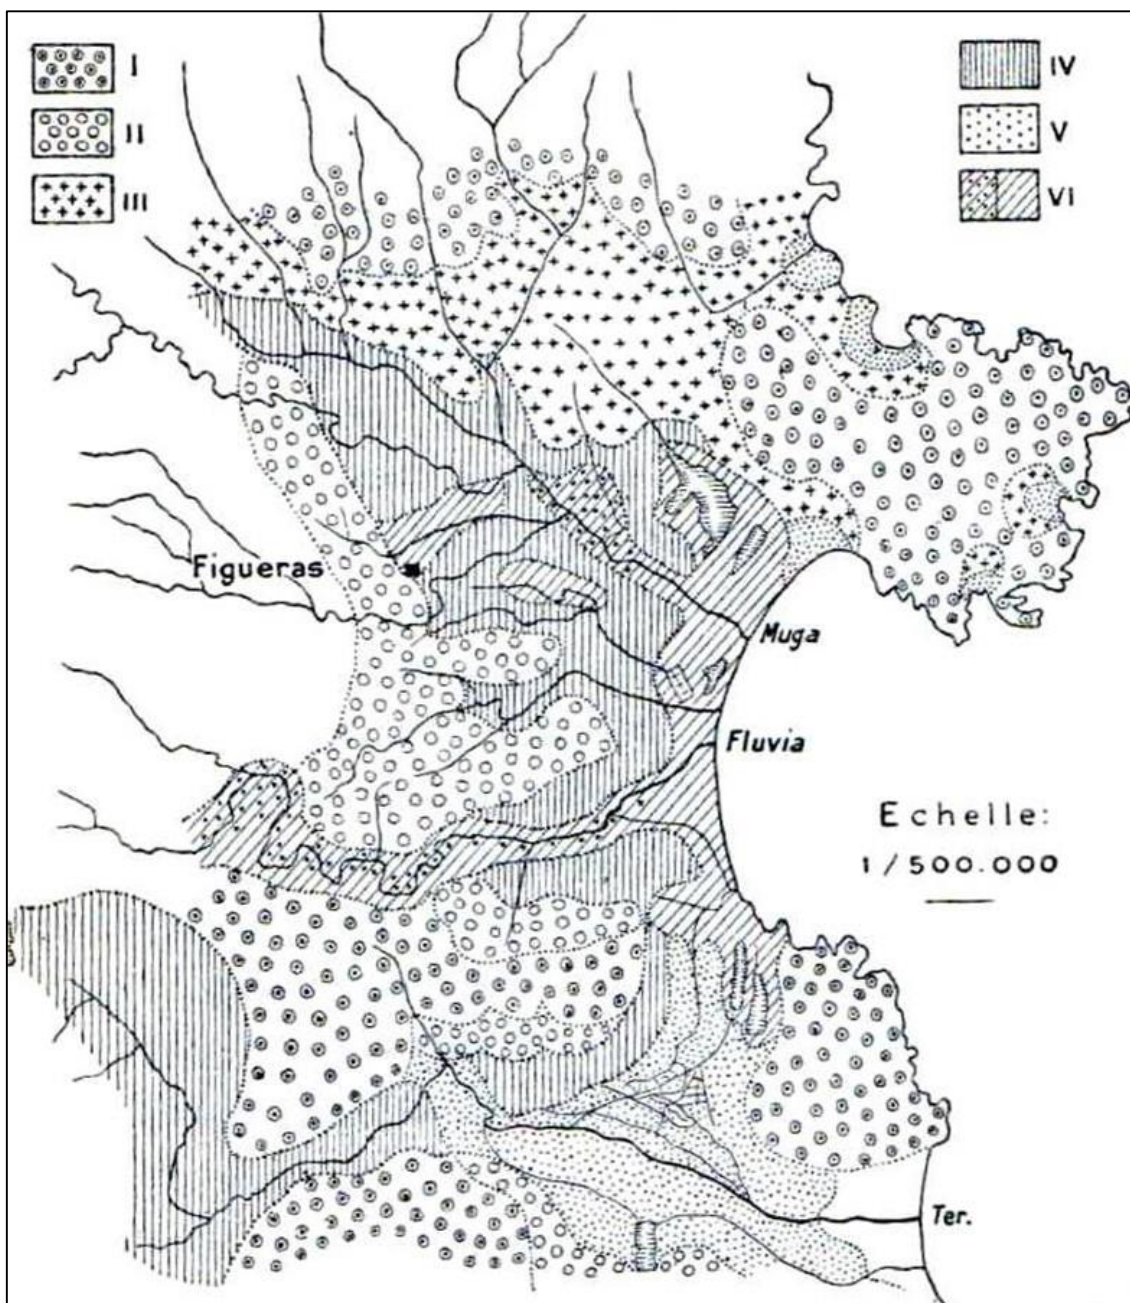 I
II
III
IV
V
VI
Figueras
Muga
Fluvia
Echelle:
1/500.000
Ter.